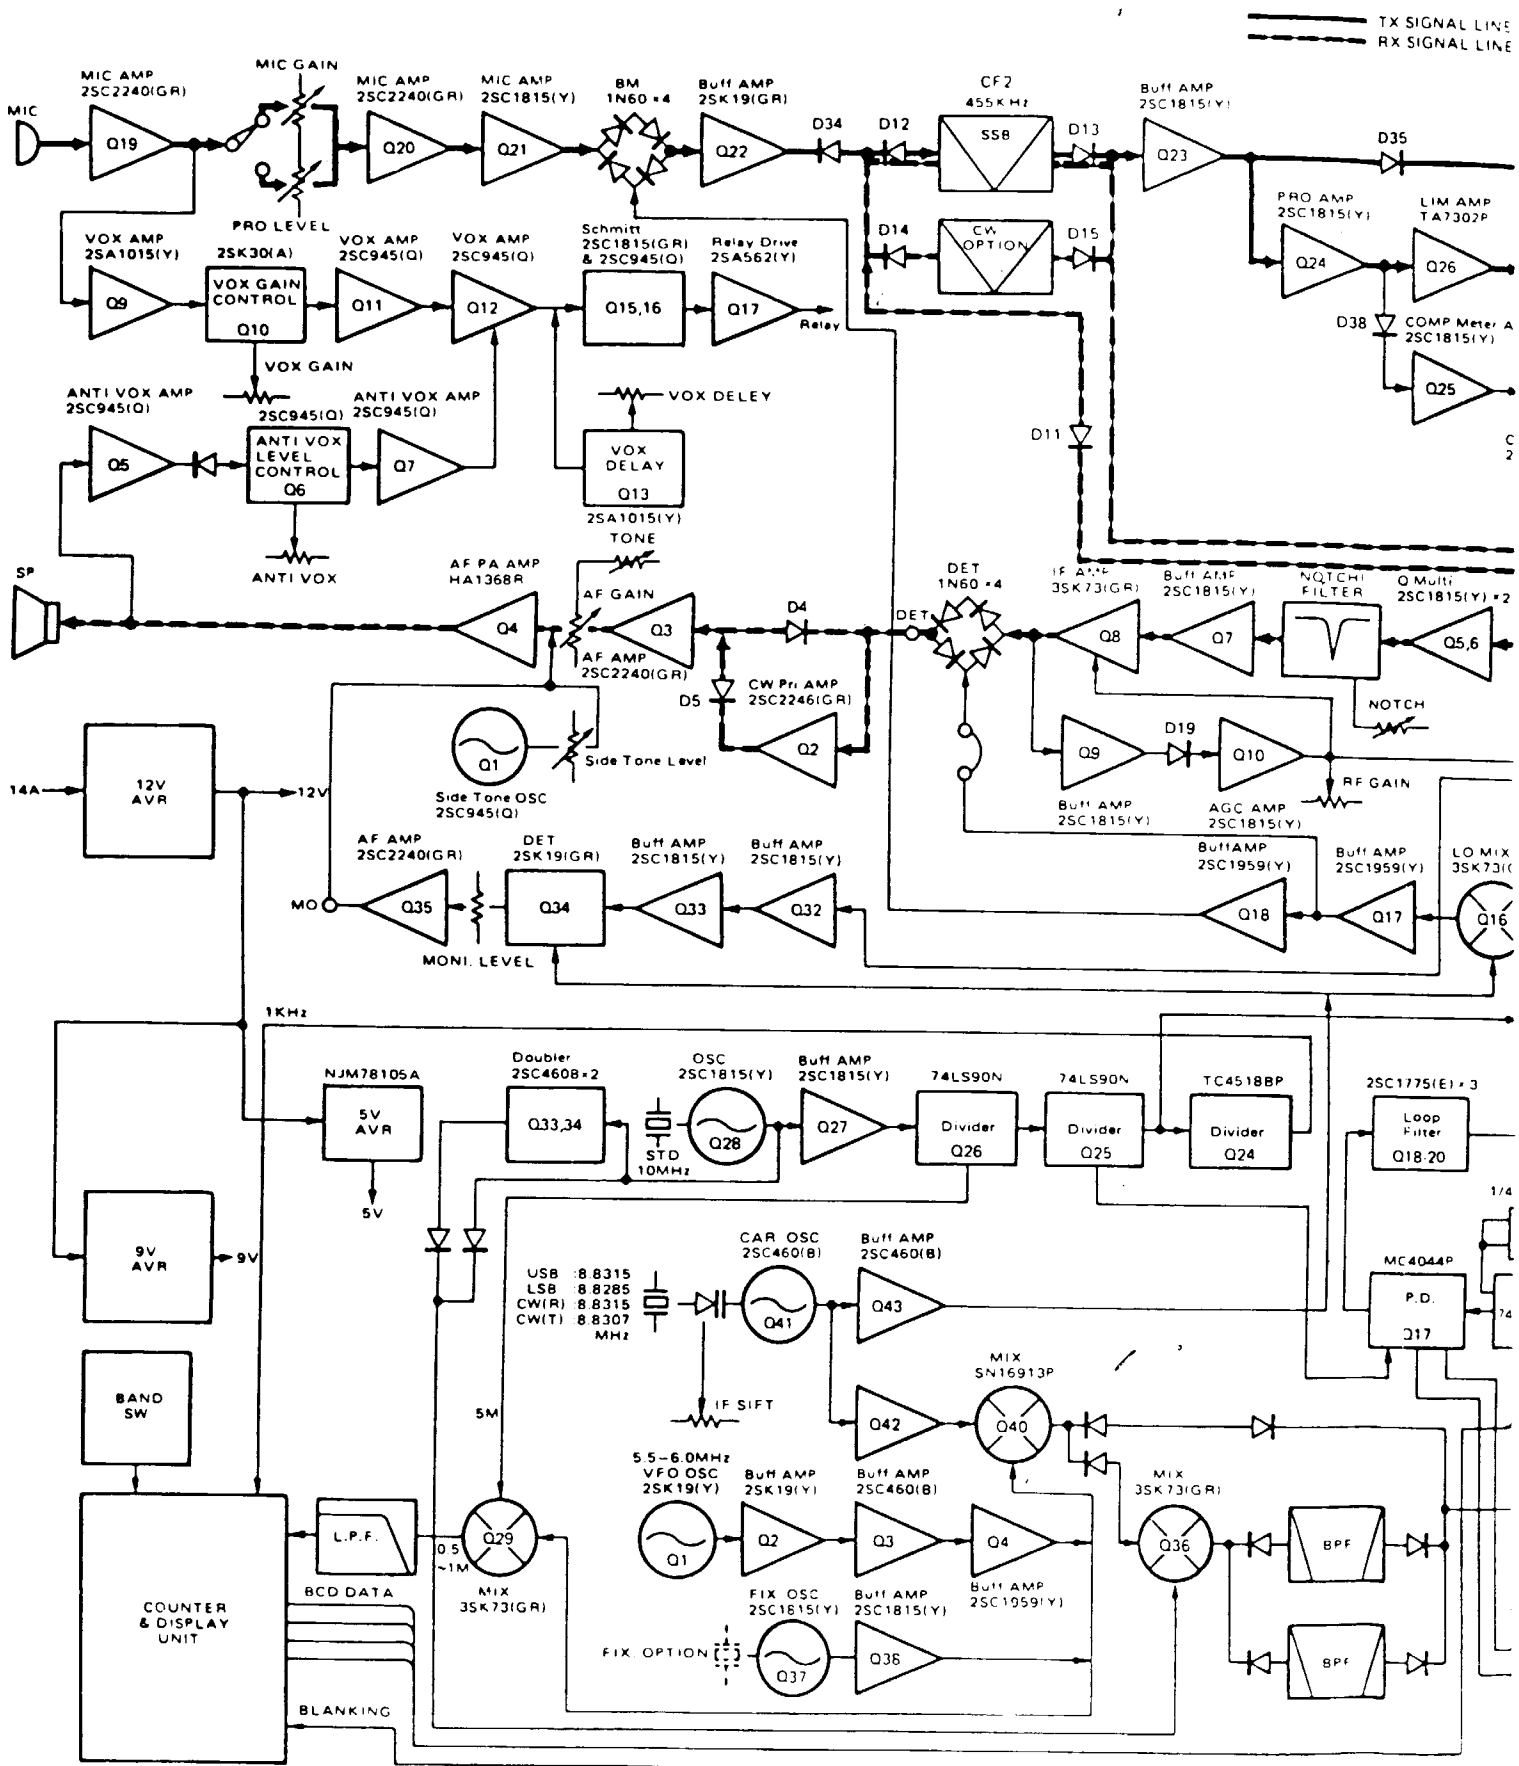 TX SIGNAL LINE
RX SIGNAL LINE
MIC
MIC AMP
2SC2240(GR)
Q19
MIC GAIN
PRO LEVEL
MIC AMP
2SC2240(GR)
Q20
MIC AMP
2SC1815(Y)
Q21
BM
1N60×4
Buff AMP
2SK19(GR)
Q22
D34
D12
CF2
455KHz
SSB
D13
Buff AMP
2SC1815(Y)
Q23
D35
PRO AMP
2SC1815(Y)
Q24
LIM AMP
TA7302P
Q26
D38
COMP Meter A
2SC1815(Y)
Q25
C
2
D14
CW
OPTION
D15
D11
VOX AMP
2SA1015(Y)
Q9
2SK30(A)
VOX GAIN
CONTROL
Q10
VOX GAIN
VOX AMP
2SC945(Q)
Q11
VOX AMP
2SC945(Q)
Q12
Schmitt
2SC1815(GR)
& 2SC945(Q)
Q15,16
Relay Drive
2SA562(Y)
Q17
Relay
ANTI VOX AMP
2SC945(Q)
Q5
2SC945(Q)
ANTI VOX
LEVEL
CONTROL
Q6
ANTI VOX
ANTI VOX AMP
2SC945(Q)
Q7
VOX DELEY
VOX
DELAY
Q13
2SA1015(Y)
SP
AF PA AMP
HA1368R
Q4
TONE
AF GAIN
Q3
AF AMP
2SC2240(GR)
D4
D5
CW Pri AMP
2SC2246(GR)
Q2
DET
DET
1N60×4
IF AMP
3SK73(GR)
Q8
Buff AMP
2SC1815(Y)
Q7
NOTCH
FILTER
NOTCH
Q Multi
2SC1815(Y)×2
Q5,6
Q9
Buff AMP
2SC1815(Y)
D19
Q10
AGC AMP
2SC1815(Y)
RF GAIN
Q1
Side Tone OSC
2SC945(Q)
Side Tone Level
14A
12V
AVR
12V
MO
AF AMP
2SC2240(GR)
Q35
MONI. LEVEL
DET
2SK19(GR)
Q34
Buff AMP
2SC1815(Y)
Q33
Buff AMP
2SC1815(Y)
Q32
Buff AMP
2SC1959(Y)
Q18
Buff AMP
2SC1959(Y)
Q17
LO MIX
3SK73(
Q16
1KHz
NJM78105A
5V
AVR
5V
Doubler
2SC4608×2
Q33,34
STD
10MHz
OSC
2SC1815(Y)
Q28
Buff AMP
2SC1815(Y)
Q27
74LS90N
Divider
Q26
74LS90N
Divider
Q25
TC4518BP
Divider
Q24
2SC1775(E)×3
Loop
Filter
Q18-20
1/4
9V
AVR
9V
USB :8.8315
LSB :8.8285
CW(R) :8.8315
CW(T) :8.8307
MHz
CAR OSC
2SC460(B)
Q41
Buff AMP
2SC460(B)
Q43
MC4044P
P.D.
Q17
74
IF SIFT
Q42
MIX
SN16913P
Q40
BAND
SW
5M
5.5–6.0MHz
VFO OSC
2SK19(Y)
Q1
Buff AMP
2SK19(Y)
Q2
Buff AMP
2SC460(B)
Q3
Q4
Buff AMP
2SC1959(Y)
MIX
3SK73(GR)
Q36
BPF
BPF
L.P.F.
0.5
~1M
Q29
MIX
3SK73(GR)
FIX. OPTION
FIX OSC
2SC1815(Y)
Q37
Buff AMP
2SC1815(Y)
Q38
COUNTER
& DISPLAY
UNIT
BCD DATA
BLANKING